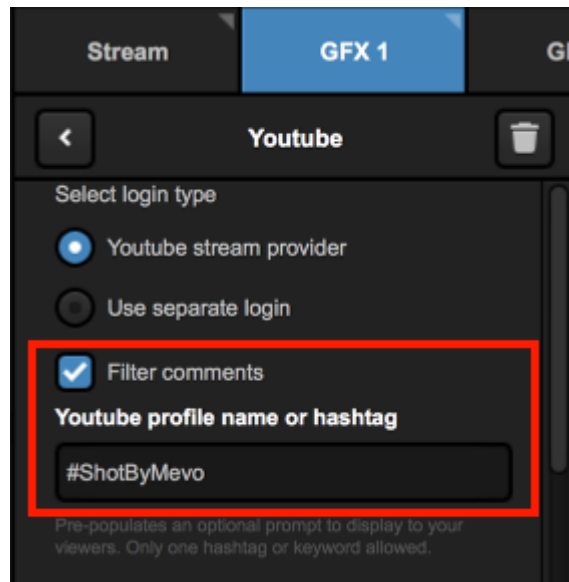 Stream GFX 1 G
Youtube
Select login type
Youtube stream provider
Use separate login
Filter comments
Youtube profile name or hashtag
#ShotByMevo
Pre-populates an optional prompt to display to your
viewers. Only one hashtag or keyword allowed.